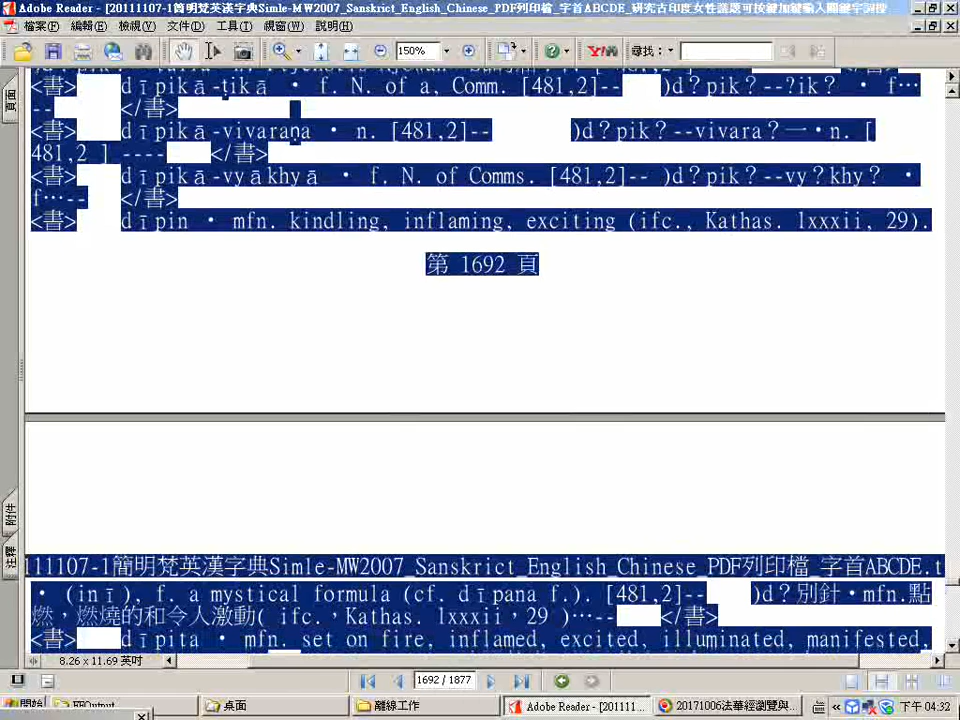 Adobe Reader - [20111107-1簡明梵英漢字典Simle-MW2007_Sanskrict_English_Chinese_PDF列印檔_字首ABCDE_研究古印度女性議題可按鍵加鍵輸入關鍵字詞搜
檔案(F) 編輯(E) 檢視(V) 文件(D) 工具(T) 視窗(W) 說明(H)
150% 尋找：
頁面
<書> dīpikā-ṭīkā ‧ f. N. of a, Comm. [481,2]-- )d？pik？--?ik？ ‧ f…
-- </書>
<書> dīpikā-vivaraṇa ‧ n. [481,2]-- )d？pik？--vivara？一‧n. [
481,2 ] ---- </書>
<書> dīpikā-vyākhyā ‧ f. N. of Comms. [481,2]-- )d？pik？--vy？khy？ ‧
f…-- </書>
<書> dīpin ‧ mfn. kindling, inflaming, exciting (ifc., Kathas. lxxxii, 29).
第 1692 頁
附件
註釋
111107-1簡明梵英漢字典Simle-MW2007_Sanskrict_English_Chinese_PDF列印檔_字首ABCDE.t
‧ (inī), f. a mystical formula (cf. dīpana f.). [481,2]-- )d？別針‧mfn.點
燃，燃燒的和令人激動( ifc.，Kathas. lxxxii，29 )…-- </書>
<書> dīpita ‧ mfn. set on fire, inflamed, excited, illuminated, manifested,
8.26 x 11.69 英吋
1692 / 1877
開始 FFOutput 桌面 離線工作 Adobe Reader - [201111... 20171006法華經瀏覽與... 下午 04:32